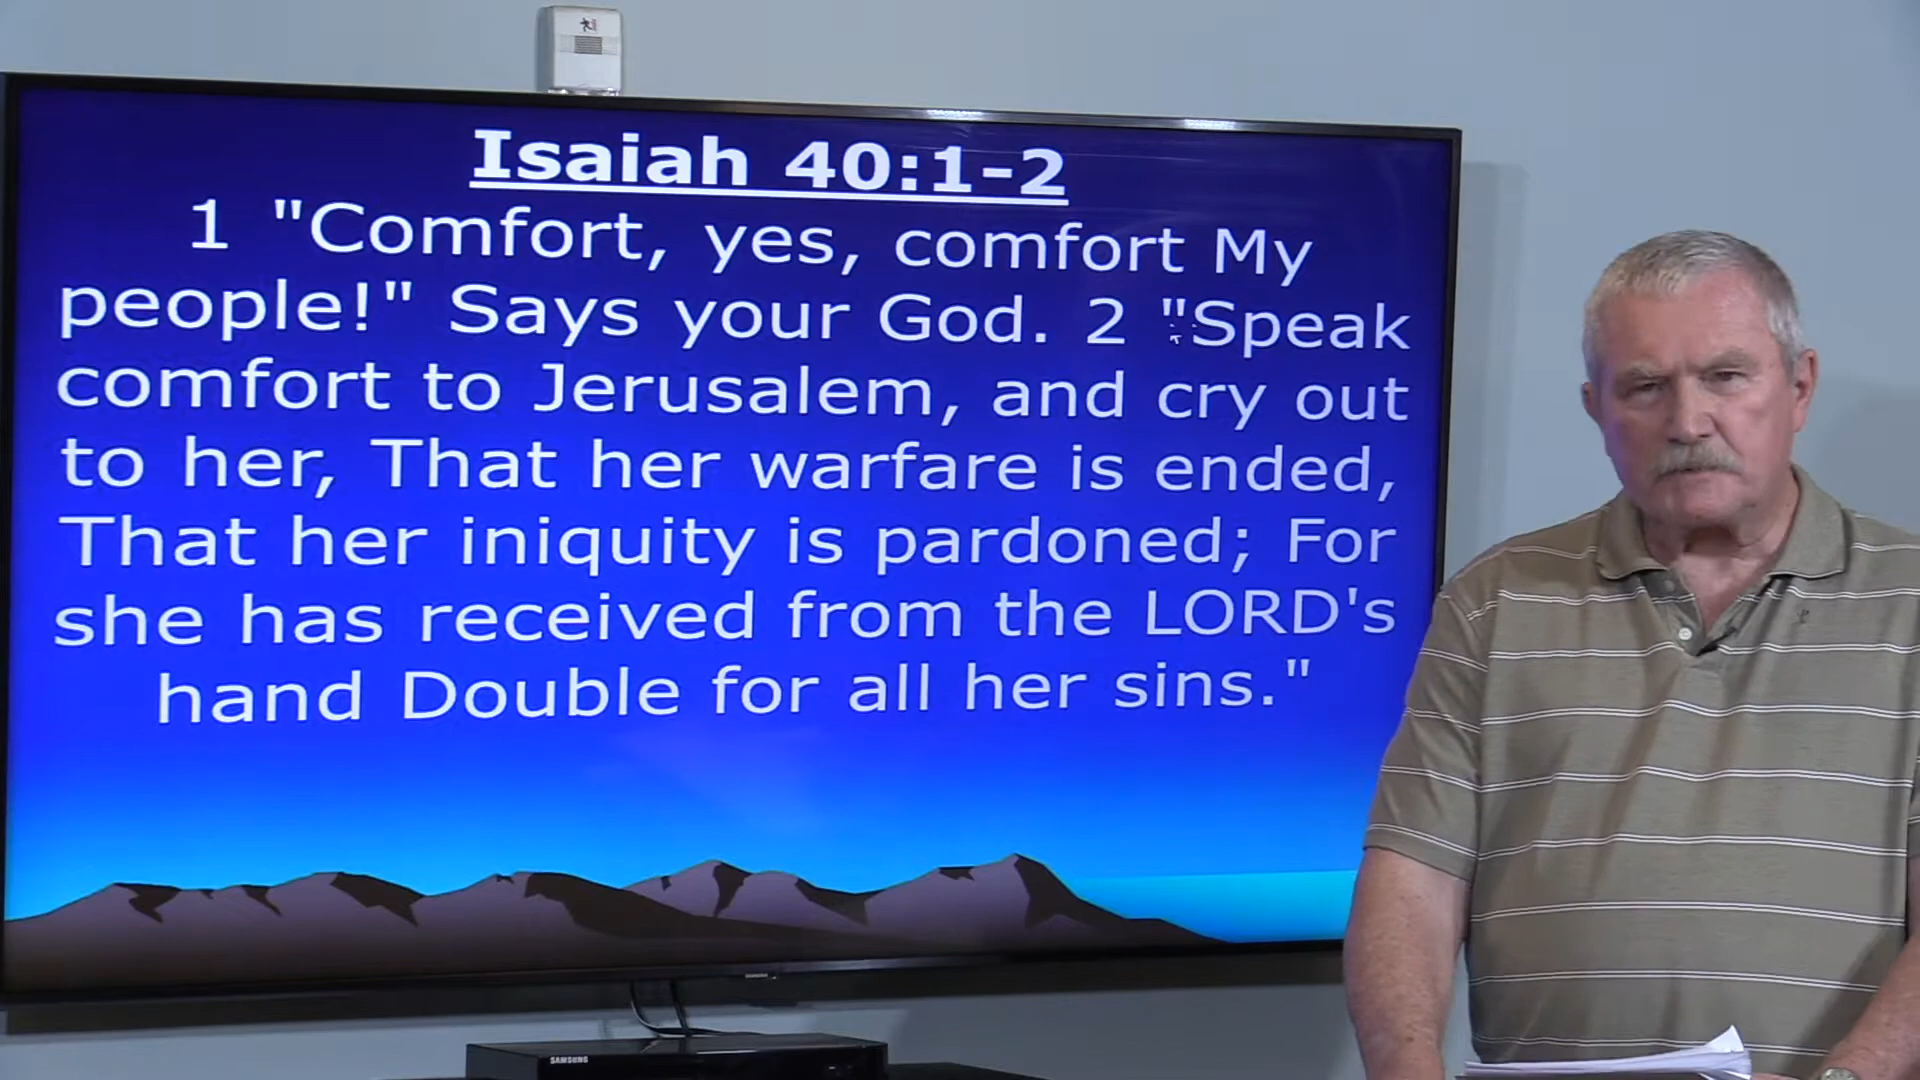 Isaiah 40:1-2
1 "Comfort, yes, comfort My
people!" Says your God. 2 "Speak
comfort to Jerusalem, and cry out
to her, That her warfare is ended,
That her iniquity is pardoned; For
she has received from the LORD's
hand Double for all her sins."
SAMSUNG